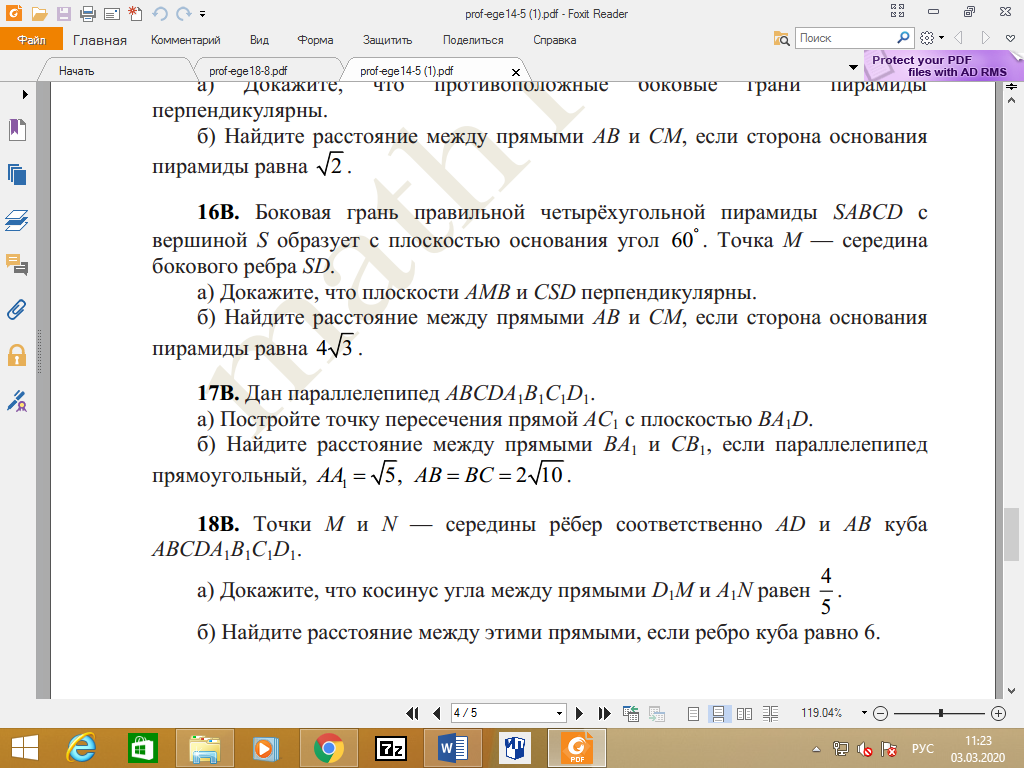 prof-ege14-5 (1).pdf - Foxit Reader
Файл Главная Комментарий Вид Форма Защитить Поделиться Справка Поиск
Начать prof-ege18-8.pdf prof-ege14-5 (1).pdf
Protect your PDF
files with AD RMS
а) Докажите, что противоположные боковые грани пирамиды
перпендикулярны.
б) Найдите расстояние между прямыми AB и CM, если сторона основания
пирамиды равна √2.
16В. Боковая грань правильной четырёхугольной пирамиды SABCD с
вершиной S образует с плоскостью основания угол 60°. Точка M — середина
бокового ребра SD.
а) Докажите, что плоскости AMB и CSD перпендикулярны.
б) Найдите расстояние между прямыми AB и CM, если сторона основания
пирамиды равна 4√3.
17В. Дан параллелепипед ABCDA₁B₁C₁D₁.
а) Постройте точку пересечения прямой AC₁ с плоскостью BA₁D.
б) Найдите расстояние между прямыми BA₁ и CB₁, если параллелепипед
прямоугольный, AA₁ = √5, AB = BC = 2√10.
18В. Точки M и N — середины рёбер соответственно AD и AB куба
ABCDA₁B₁C₁D₁.
а) Докажите, что косинус угла между прямыми D₁M и A₁N равен 4/5.
б) Найдите расстояние между этими прямыми, если ребро куба равно 6.
math 1
4 / 5 119.04%
7z W PDF РУС 11:23
03.03.2020